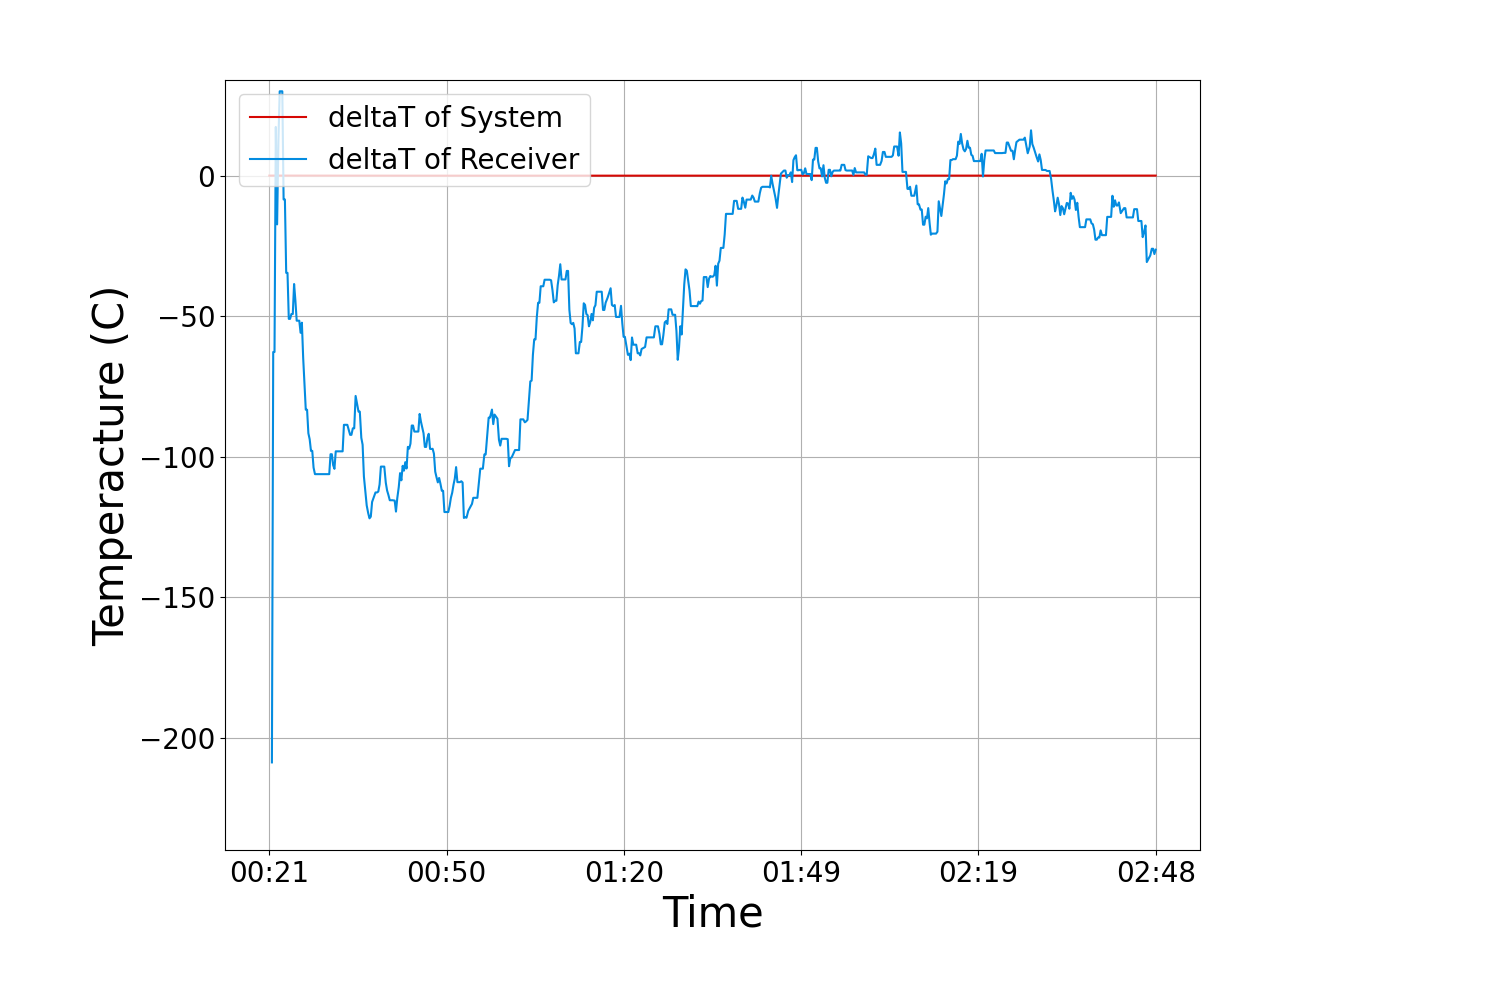 deltaT of System
deltaT of Receiver
0
−50
−100
−150
−200
Temperacture (C)
00:21 00:50 01:20 01:49 02:19 02:48
Time